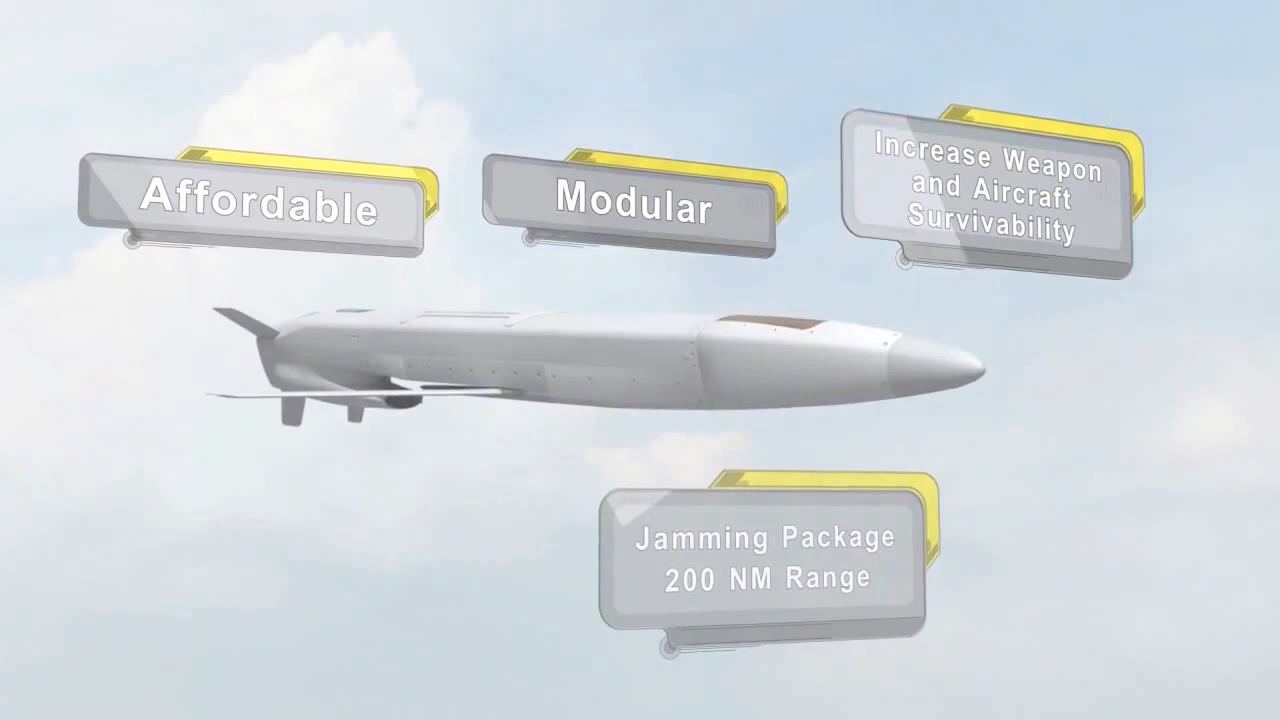 Affordable
Modular
Increase Weapon
and Aircraft
Survivability
Jamming Package
200 NM Range